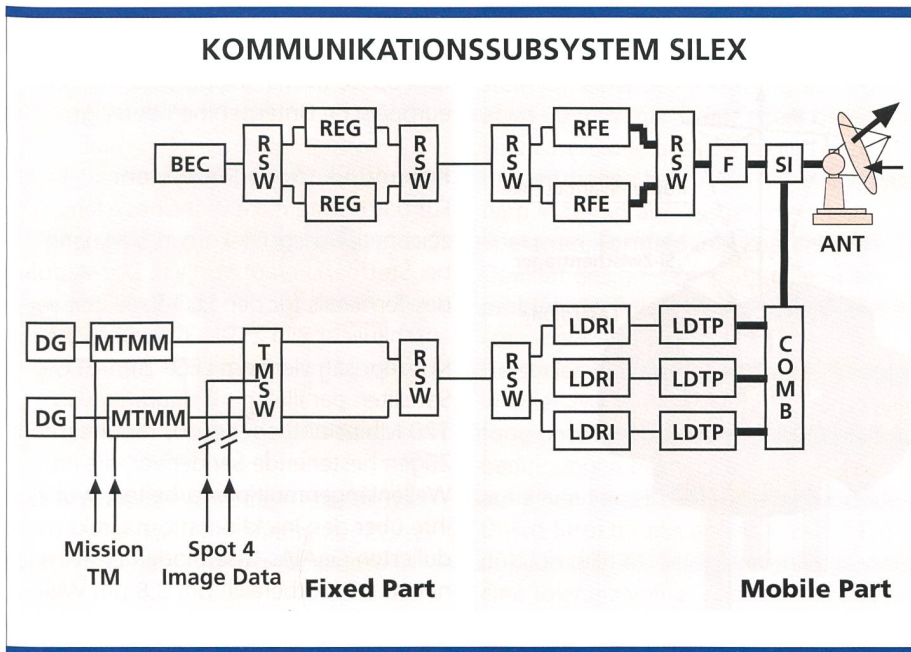 KOMMUNIKATIONSSUBSYSTEM SILEX
BEC
RSW
REG
REG
RSW
RSW
RFE
RFE
RSW
F
SI
ANT
DG
MTMM
DG
MTMM
TMSW
RSW
RSW
LDRI
LDTP
LDRI
LDTP
LDRI
LDTP
COMB
Mission
TM
Spot 4
Image Data
Fixed Part
Mobile Part